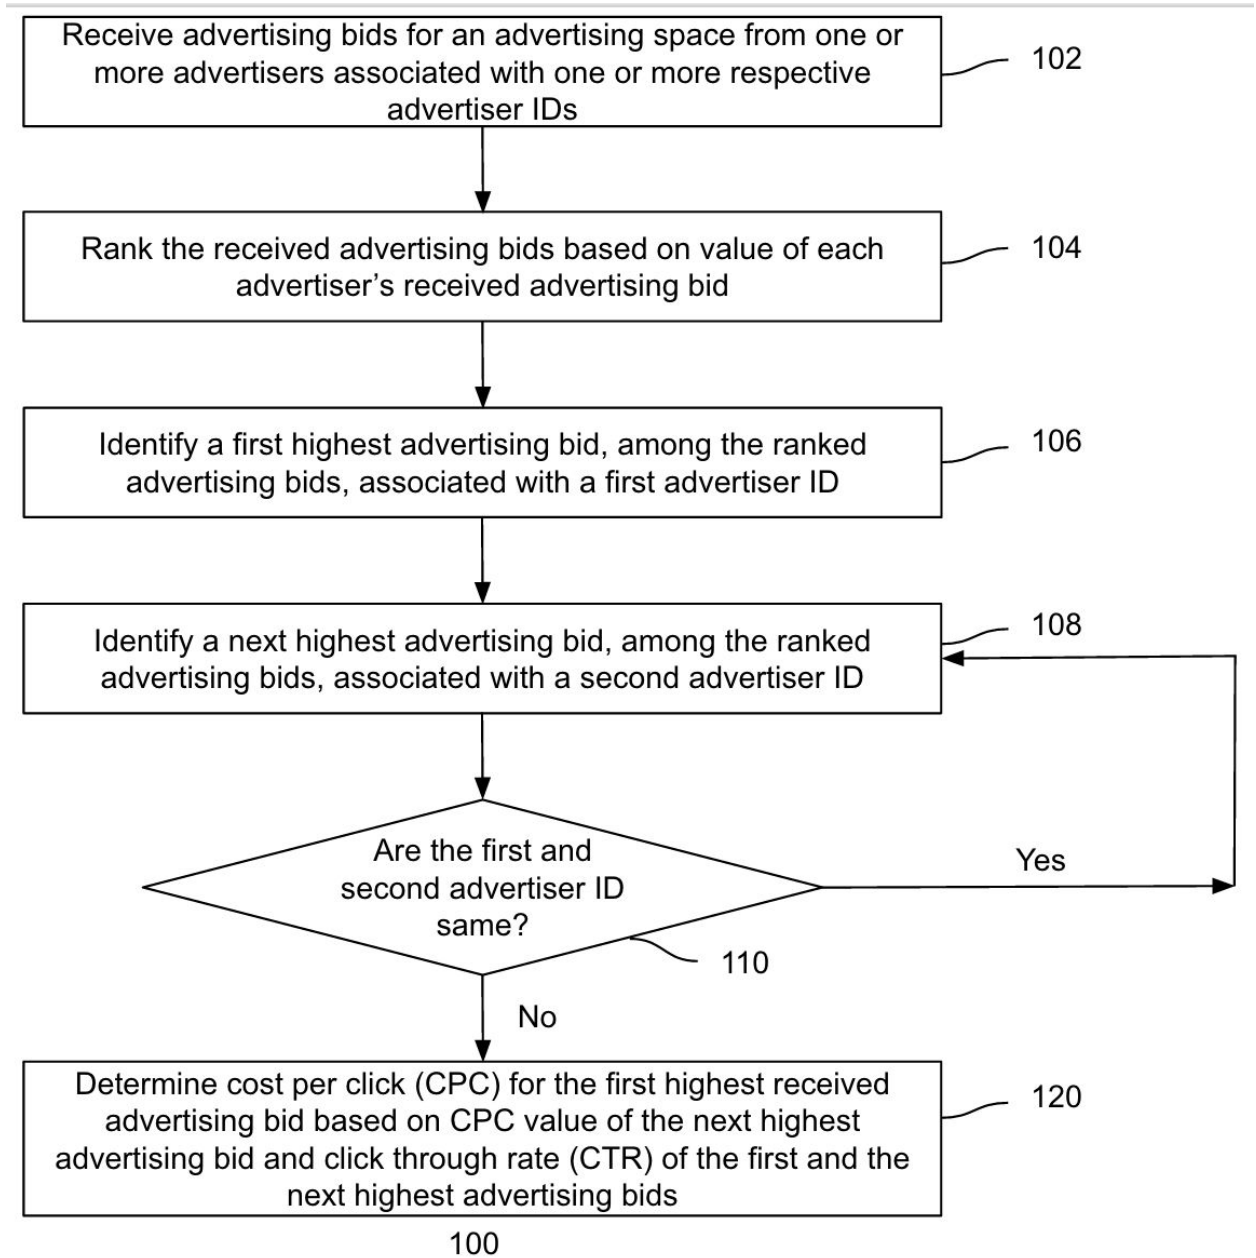 Receive advertising bids for an advertising space from one or
more advertisers associated with one or more respective
advertiser IDs
102
Rank the received advertising bids based on value of each
advertiser’s received advertising bid
104
Identify a first highest advertising bid, among the ranked
advertising bids, associated with a first advertiser ID
106
Identify a next highest advertising bid, among the ranked
advertising bids, associated with a second advertiser ID
108
Are the first and
second advertiser ID
same?
Yes
110
No
Determine cost per click (CPC) for the first highest received
advertising bid based on CPC value of the next highest
advertising bid and click through rate (CTR) of the first and the
next highest advertising bids
120
100